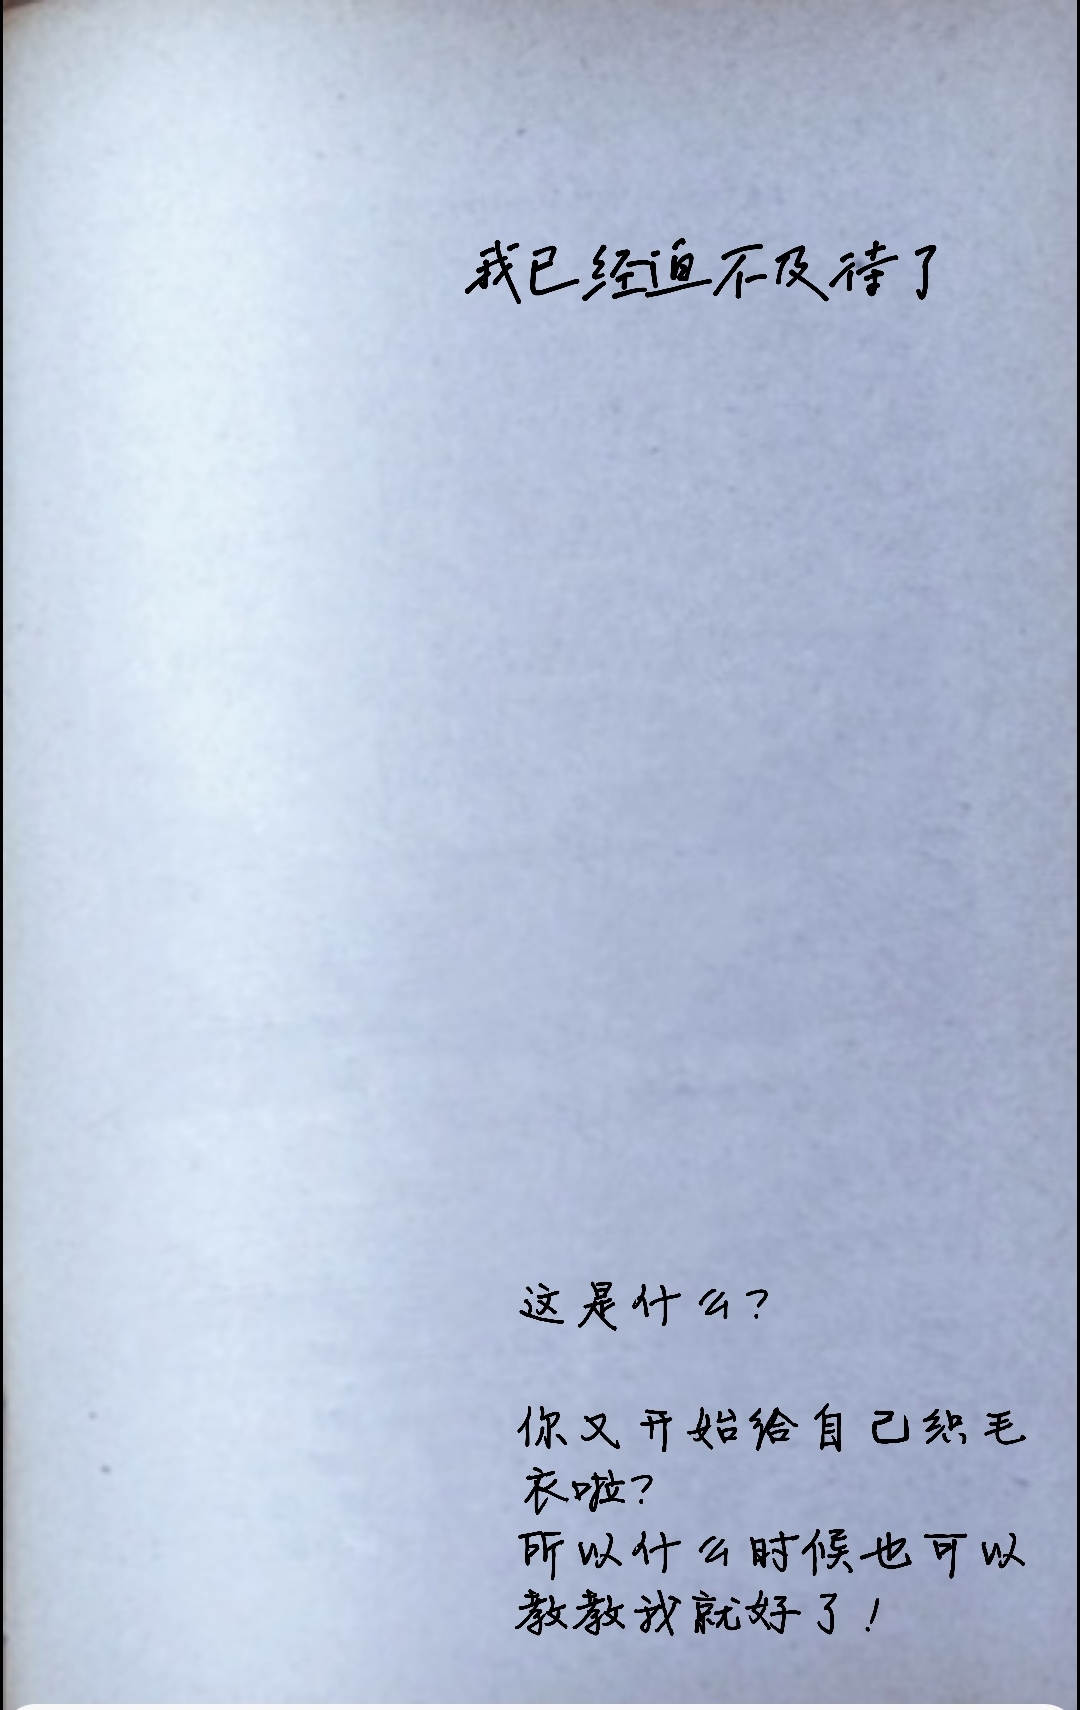 我已经迫不及待了
这是什么?
你又开始给自己织毛
衣啦?
所以什么时候也可以
教教我就好了!